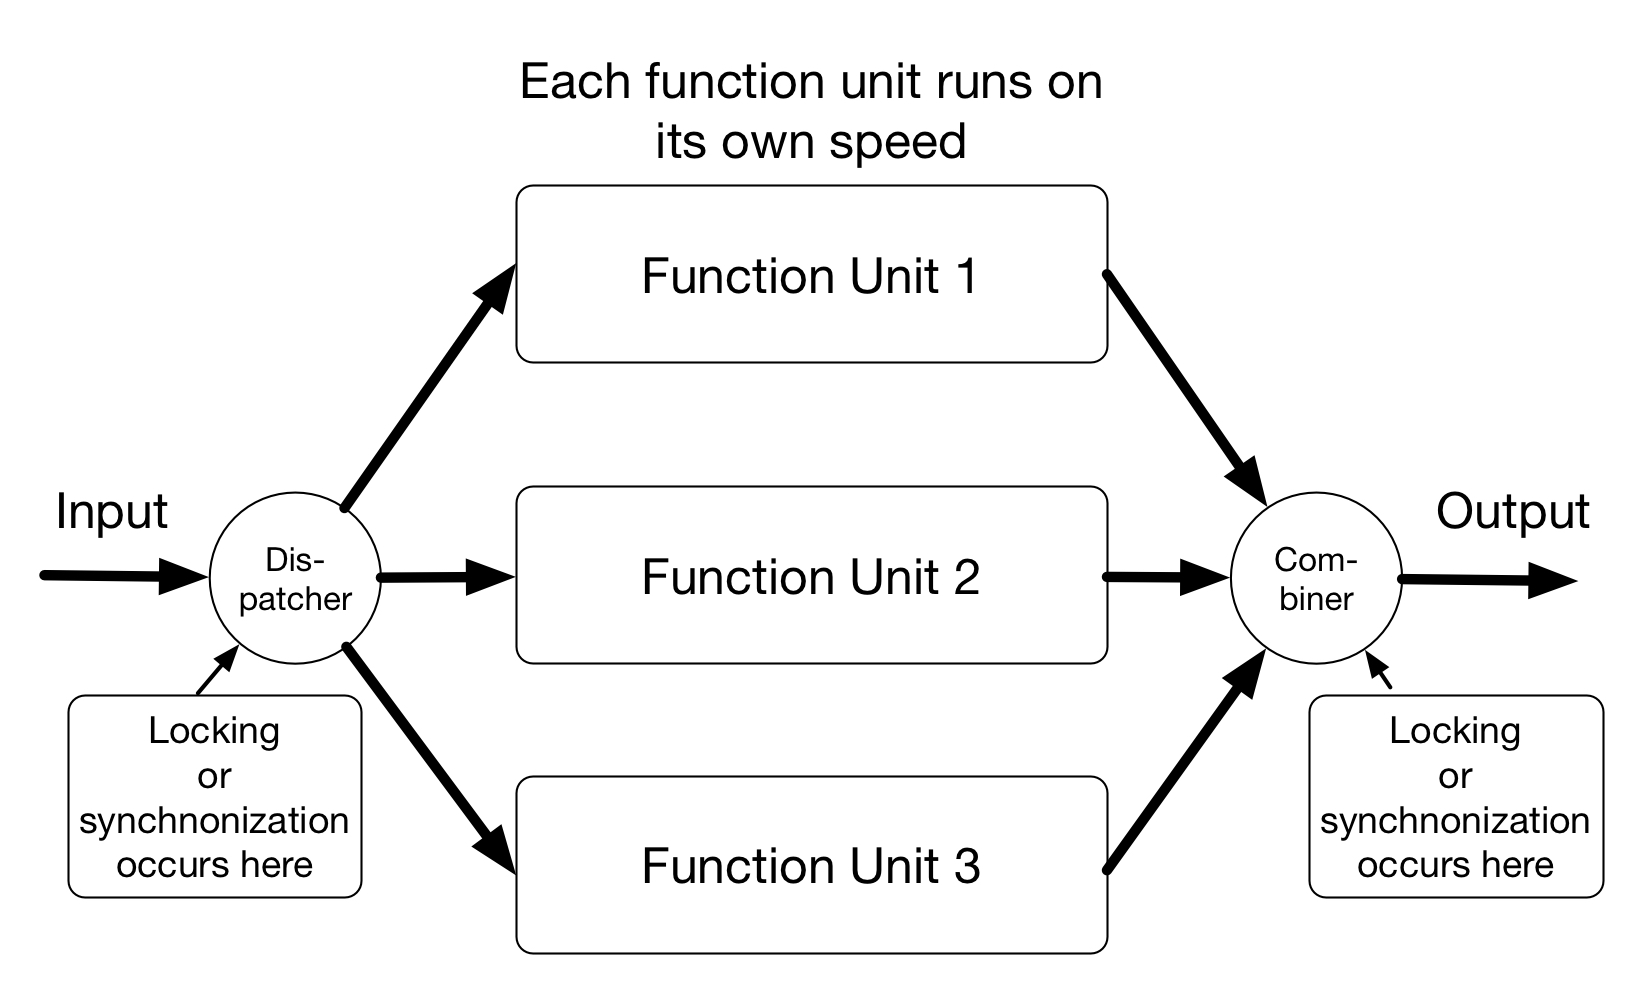 Each function unit runs on
its own speed
Function Unit 1
Input
Dis-
patcher
Function Unit 2
Com-
biner
Output
Locking
or
synchnonization
occurs here
Function Unit 3
Locking
or
synchnonization
occurs here